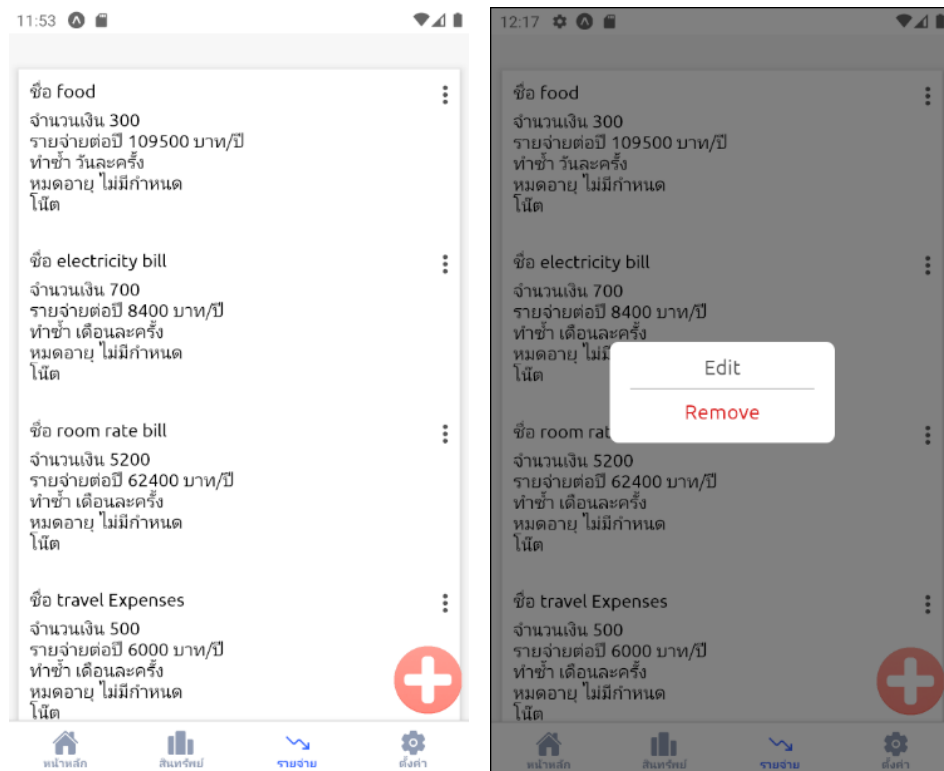 11:53
ชื่อ food
จำนวนเงิน 300
รายจ่ายต่อปี 109500 บาท/ปี
ทำซ้ำ วันละครั้ง
หมดอายุ ไม่มีกำหนด
โน๊ต
ชื่อ electricity bill
จำนวนเงิน 700
รายจ่ายต่อปี 8400 บาท/ปี
ทำซ้ำ เดือนละครั้ง
หมดอายุ ไม่มีกำหนด
โน๊ต
ชื่อ room rate bill
จำนวนเงิน 5200
รายจ่ายต่อปี 62400 บาท/ปี
ทำซ้ำ เดือนละครั้ง
หมดอายุ ไม่มีกำหนด
โน๊ต
ชื่อ travel Expenses
จำนวนเงิน 500
รายจ่ายต่อปี 6000 บาท/ปี
ทำซ้ำ เดือนละครั้ง
หมดอายุ ไม่มีกำหนด
โน๊ต
หน้าหลัก สินทรัพย์ รายจ่าย ตั้งค่า
12:17
ชื่อ food
จำนวนเงิน 300
รายจ่ายต่อปี 109500 บาท/ปี
ทำซ้ำ วันละครั้ง
หมดอายุ ไม่มีกำหนด
โน๊ต
ชื่อ electricity bill
จำนวนเงิน 700
รายจ่ายต่อปี 8400 บาท/ปี
ทำซ้ำ เดือนละครั้ง
หมดอายุ
โน๊ต
Edit
Remove
ชื่อ room
จำนวนเงิน 5200
รายจ่ายต่อปี 62400 บาท/ปี
ทำซ้ำ เดือนละครั้ง
หมดอายุ ไม่มีกำหนด
โน๊ต
ชื่อ travel Expenses
จำนวนเงิน 500
รายจ่ายต่อปี 6000 บาท/ปี
ทำซ้ำ เดือนละครั้ง
หมดอายุ ไม่มีกำหนด
โน๊ต
หน้าหลัก สินทรัพย์ รายจ่าย ตั้งค่า